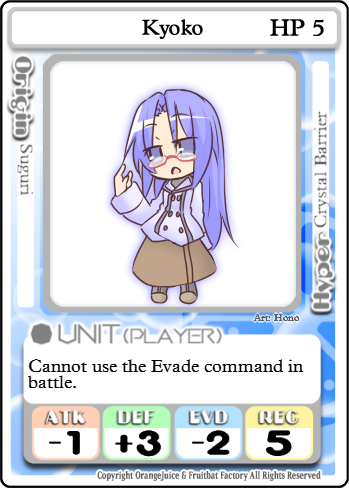 Kyoko HP 5
Origin Suguri
Hyper Crystal Barrier
Art: Hono
UNIT (PLAYER)
Cannot use the Evade command in
battle.
ATK DEF EVD REC
-1 +3 -2 5
Copyright Orangejuice & Fruitbat Factory All Rights Reserved